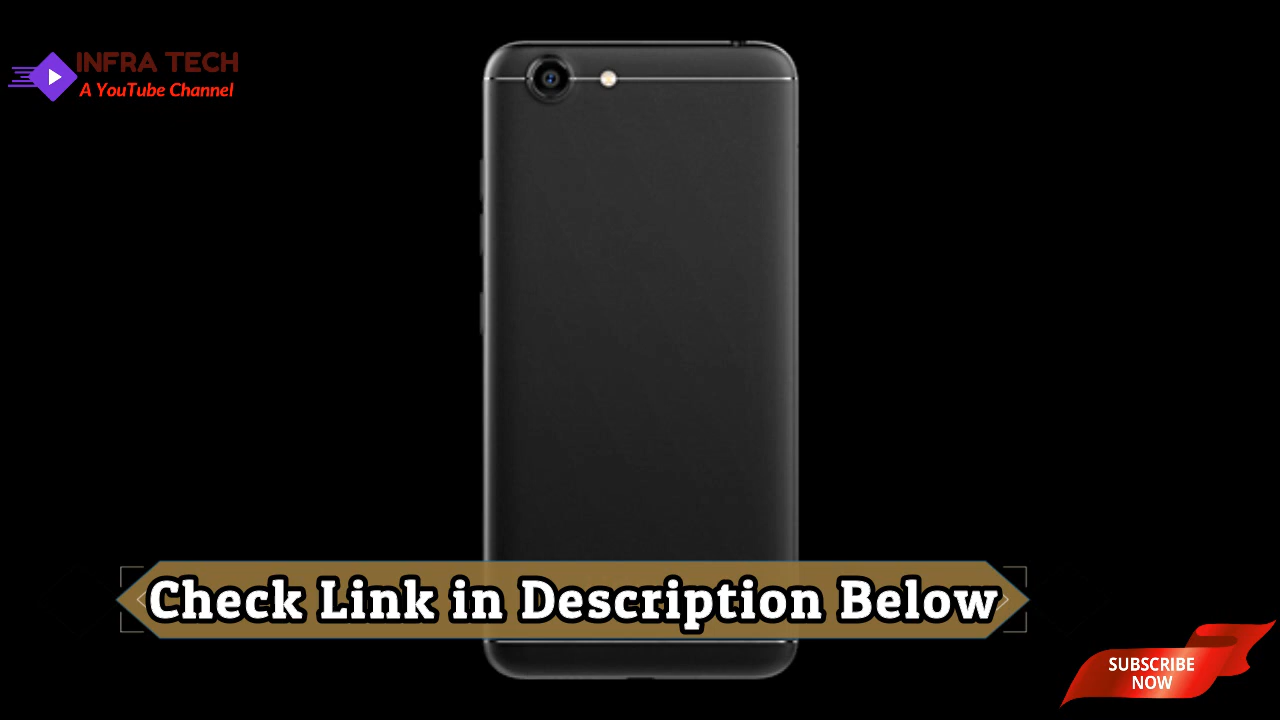 INFRA TECH
A YouTube Channel
Check Link in Description Below
SUBSCRIBE
NOW